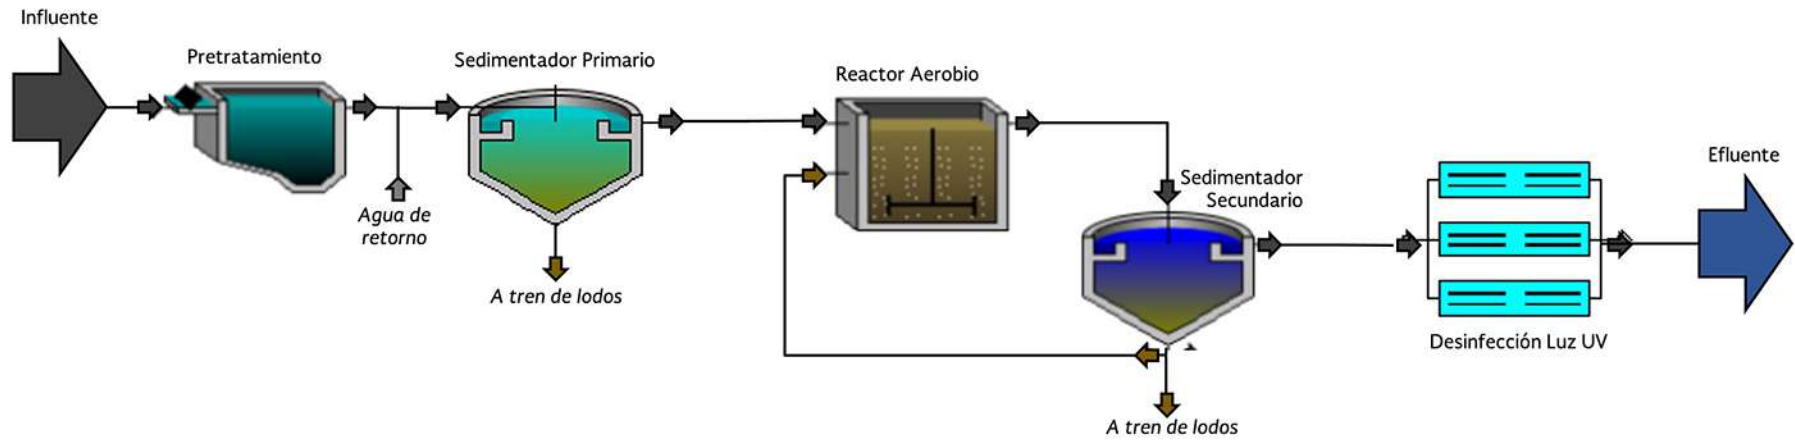 Influente
Pretratamiento
Sedimentador Primario
Reactor Aerobio
Agua de
retorno
A tren de lodos
Sedimentador
Secundario
Efluente
Desinfección Luz UV
A tren de lodos